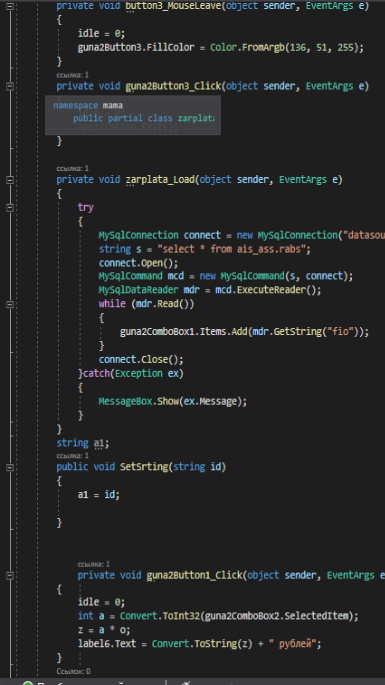 private void button3_MouseLeave(object sender, EventArgs e)
{
idle = 0;
guna2Button3.FillColor = Color.FromArgb(136, 51, 255);
}
ссылка: 1
private void guna2Button3_Click(object sender, EventArgs e)
namespace mama
public partial class zarplata
}
ссылка: 1
private void zarplata_Load(object sender, EventArgs e)
{
try
{
MySqlConnection connect = new MySqlConnection("datasou
string s = "select * from ais_ass.rabs";
connect.Open();
MySqlCommand mcd = new MySqlCommand(s, connect);
MySqlDataReader mdr = mcd.ExecuteReader();
while (mdr.Read())
{
guna2ComboBox1.Items.Add(mdr.GetString("fio"));
}
connect.Close();
}catch(Exception ex)
{
MessageBox.Show(ex.Message);
}
}
string a1;
ссылка: 1
public void SetSrting(string id)
{
a1 = id;
}
ссылка: 1
private void guna2Button1_Click(object sender, EventArgs e
{
idle = 0;
int a = Convert.ToInt32(guna2ComboBox2.SelectedItem);
z = a * o;
label6.Text = Convert.ToString(z) + " рублей";
}
Ссылок: 0